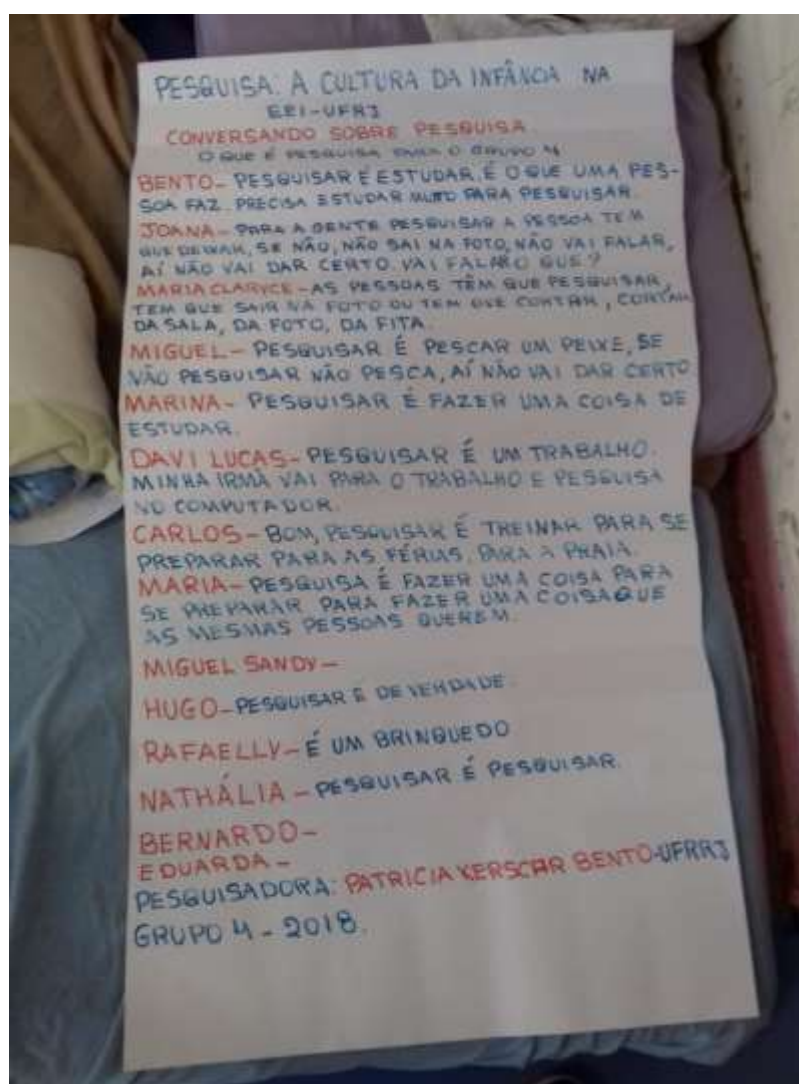 PESQUISA: A CULTURA DA INFÂNCIA NA
EEI-UFRJ
CONVERSANDO SOBRE PESQUISA
O QUE É PESQUISA PARA O GRUPO 4
BENTO- PESQUISAR É ESTUDAR. É O QUE UMA PES-
SOA FAZ. PRECISA ESTUDAR MUITO PARA PESQUISAR.
JOANA- PARA A GENTE PESQUISAR A PESSOA TEM
QUE DEIXAR, SE NÃO, NÃO SAI NA FOTO, NÃO VAI FALAR,
AÍ NÃO VAI DAR CERTO. VAI FALAR O QUE?
MARIA CLARYCE- AS PESSOAS TÊM QUE PESQUISAR,
TEM QUE SAIR NA FOTO OU TEM QUE CONTAR, CONTAR
DA SALA, DA FOTO, DA FITA.
MIGUEL- PESQUISAR É PESCAR UM PEIXE, SE
NÃO PESQUISAR NÃO PESCA, AÍ NÃO VAI DAR CERTO
MARINA- PESQUISAR É FAZER UMA COISA DE
ESTUDAR.
DAVI LUCAS- PESQUISAR É UM TRABALHO.
MINHA IRMÃ VAI PARA O TRABALHO E PESQUISA
NO COMPUTADOR.
CARLOS- BOM, PESQUISAR É TREINAR PARA SE
PREPARAR PARA AS FÉRIAS, PARA A PRAIA.
MARIA- PESQUISA É FAZER UMA COISA PARA
SE PREPARAR PARA FAZER UMA COISA QUE
AS MESMAS PESSOAS QUEREM.
MIGUEL SANDY-
HUGO- PESQUISAR É DE VERDADE.
RAFAELLY- É UM BRINQUEDO
NATHÁLIA - PESQUISAR É PESQUISAR.
BERNARDO-
EDUARDA-
PESQUISADORA: PATRICIA KERSCHR BENTO-UFRRJ
GRUPO 4 - 2018.